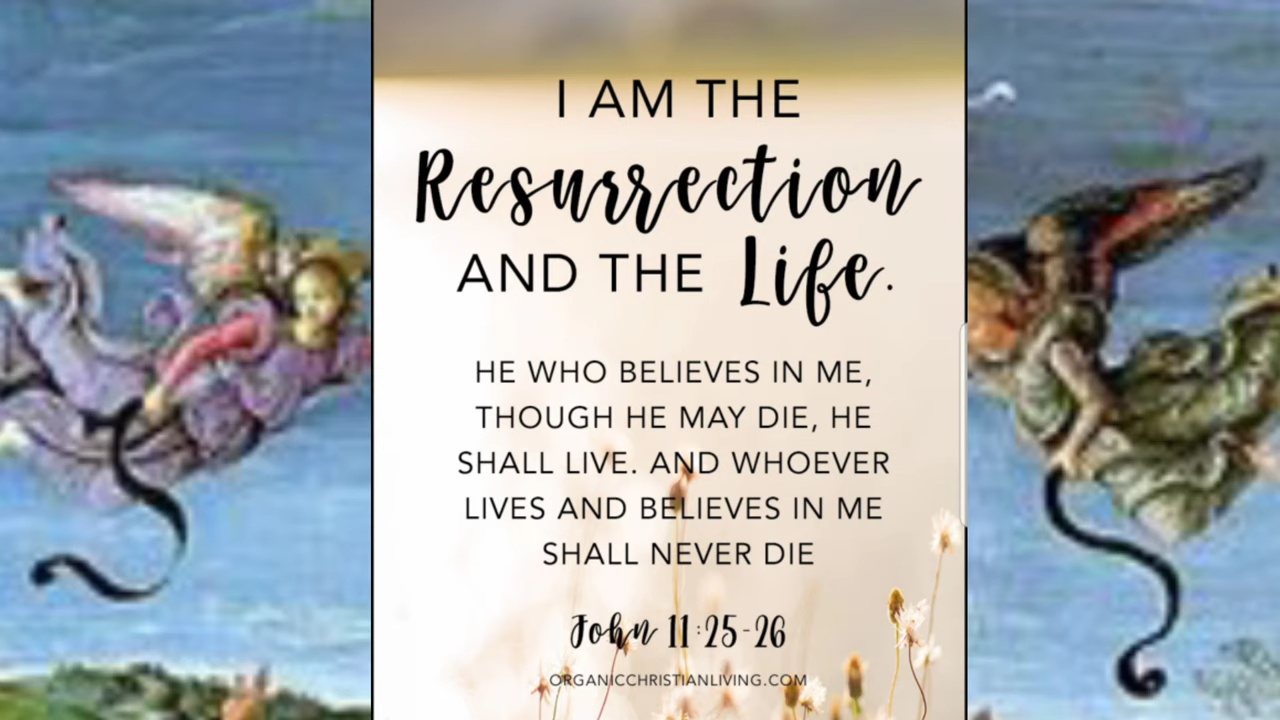 I AM THE
Resurrection
AND THE Life.
HE WHO BELIEVES IN ME,
THOUGH HE MAY DIE, HE
SHALL LIVE. AND WHOEVER
LIVES AND BELIEVES IN ME
SHALL NEVER DIE
John 11:25-26
ORGANICCHRISTIANLIVING.COM